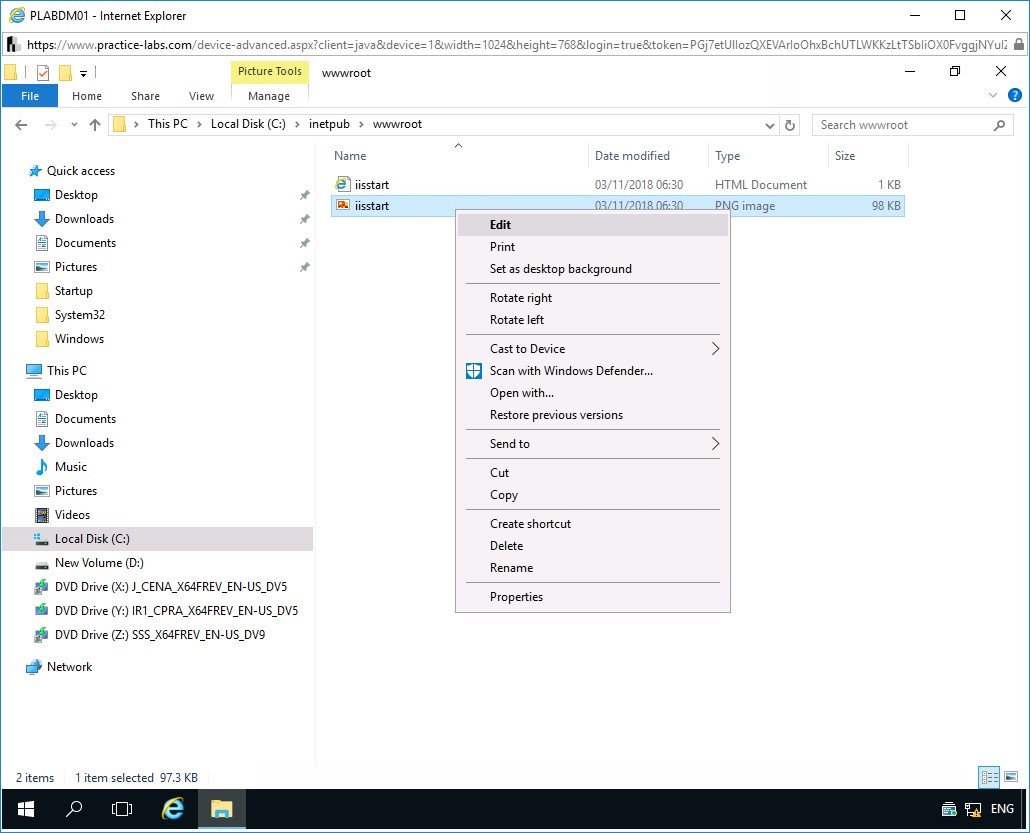 PLABDM01 - Internet Explorer
https://www.practice-labs.com/device-advanced.aspx?client=java&device=1&width=1024&height=768&login=true&token=
Picture Tools wwwroot
File Home Share View Manage
This PC Local Disk (C:) inetpub wwwroot Search wwwroot
Name Date modified Type Size
Quick access
Desktop
Downloads
Documents
Pictures
Startup
System32
Windows
This PC
Desktop
Documents
Downloads
Music
Pictures
Videos
Local Disk (C:)
New Volume (D:)
DVD Drive (X:) J_CENA_X64FREV_EN-US_DV5
DVD Drive (Y:) IR1_CPRA_X64FREV_EN-US_DV5
DVD Drive (Z:) SSS_X64FREV_EN-US_DV9
Network
iisstart 03/11/2018 06:30 HTML Document 1 KB
iisstart 03/11/2018 06:30 PNG image 98 KB
Edit
Print
Set as desktop background
Rotate right
Rotate left
Cast to Device
Scan with Windows Defender...
Open with...
Restore previous versions
Send to
Cut
Copy
Create shortcut
Delete
Rename
Properties
2 items 1 item selected 97.3 KB
ENG